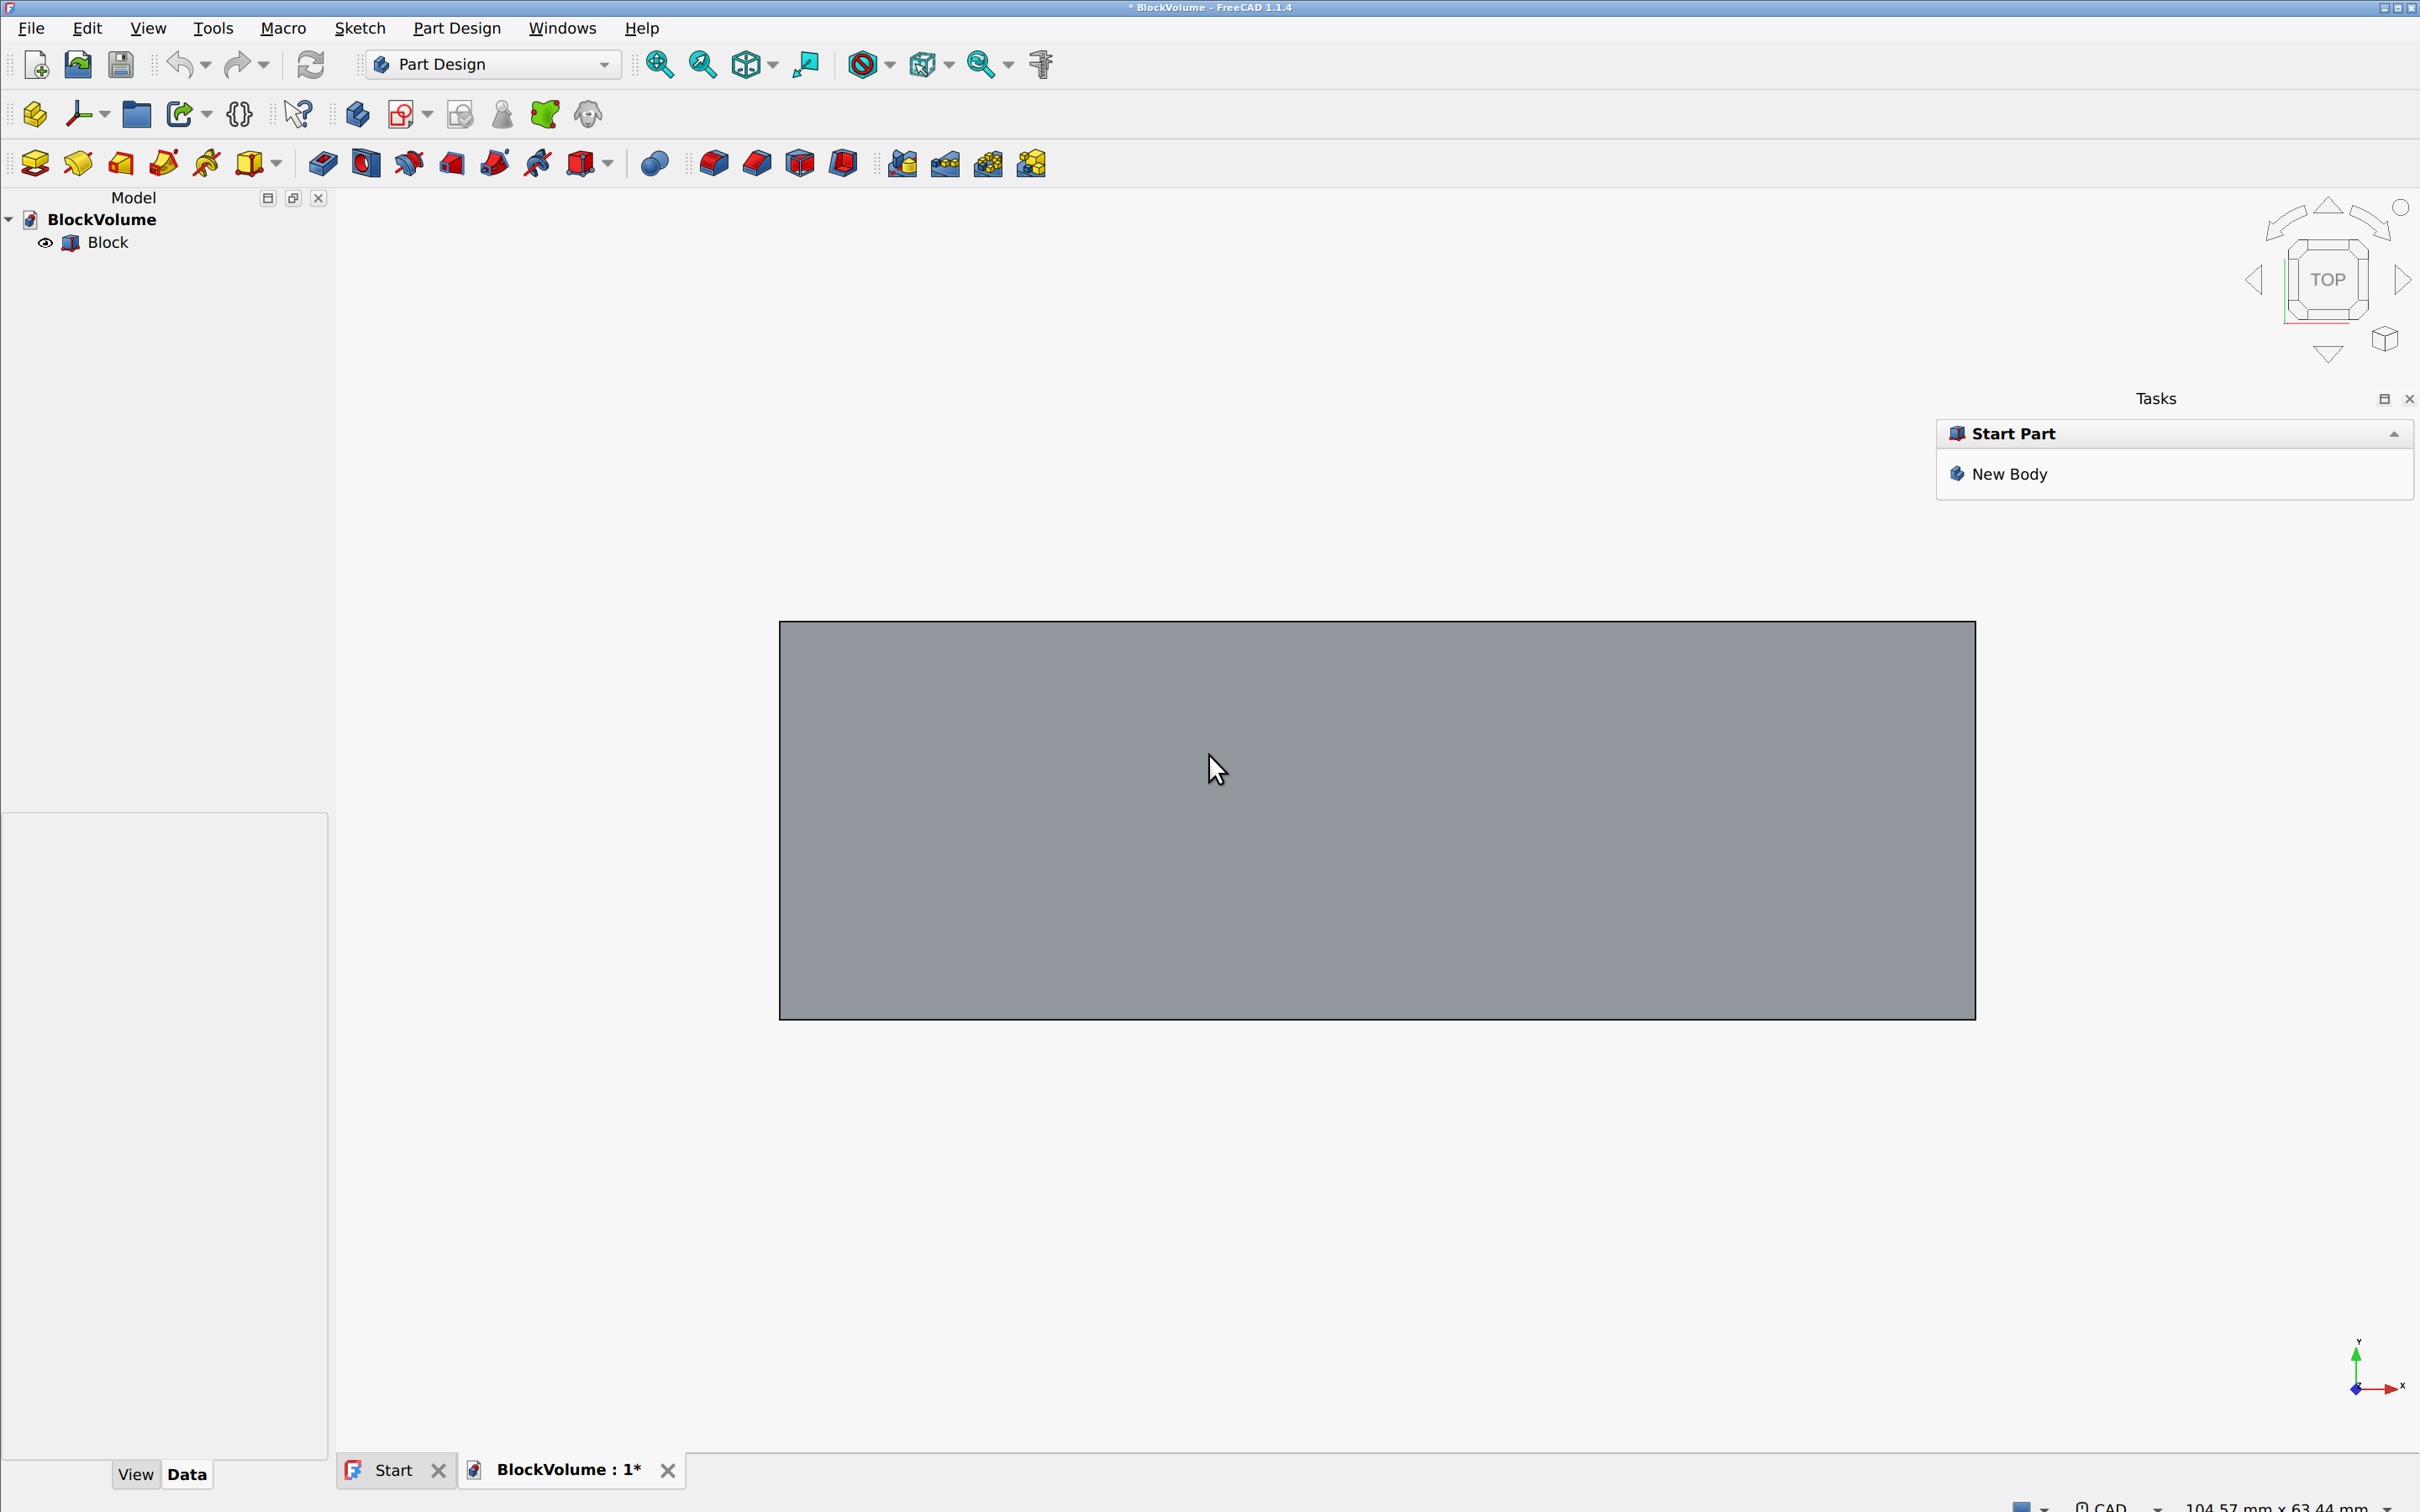 * BlockVolume - FreeCAD 1.1.4
File Edit View Tools Macro Sketch Part Design Windows Help
Part Design
Model
BlockVolume
Block
TOP
Tasks
Start Part
New Body
Y
X
View Data
Start
BlockVolume : 1*
CAD
104.57 mm x 63.44 mm